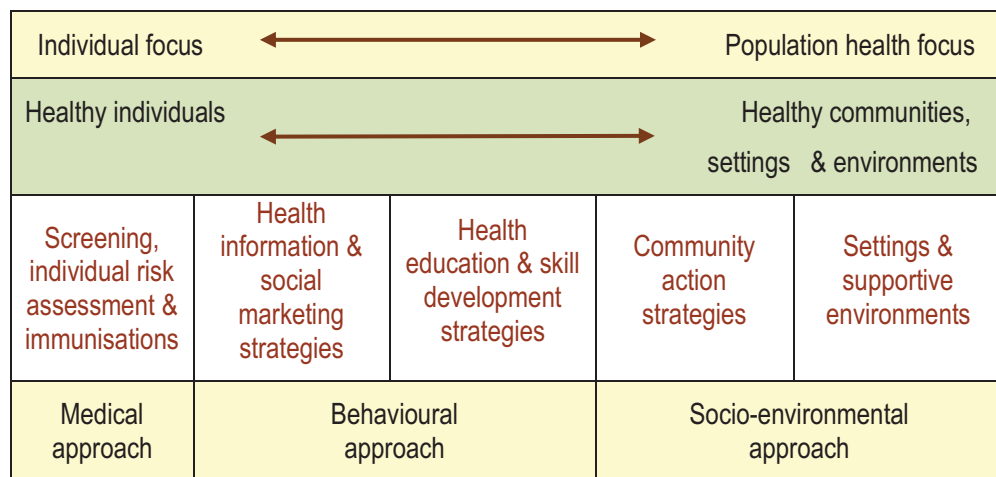 Individual focus
Population health focus
Healthy individuals
Healthy communities,
settings & environments
Screening,
individual risk
assessment &
immunisations
Health
information &
social
marketing
strategies
Health
education & skill
development
strategies
Community
action
strategies
Settings &
supportive
environments
Medical
approach
Behavioural
approach
Socio-environmental
approach